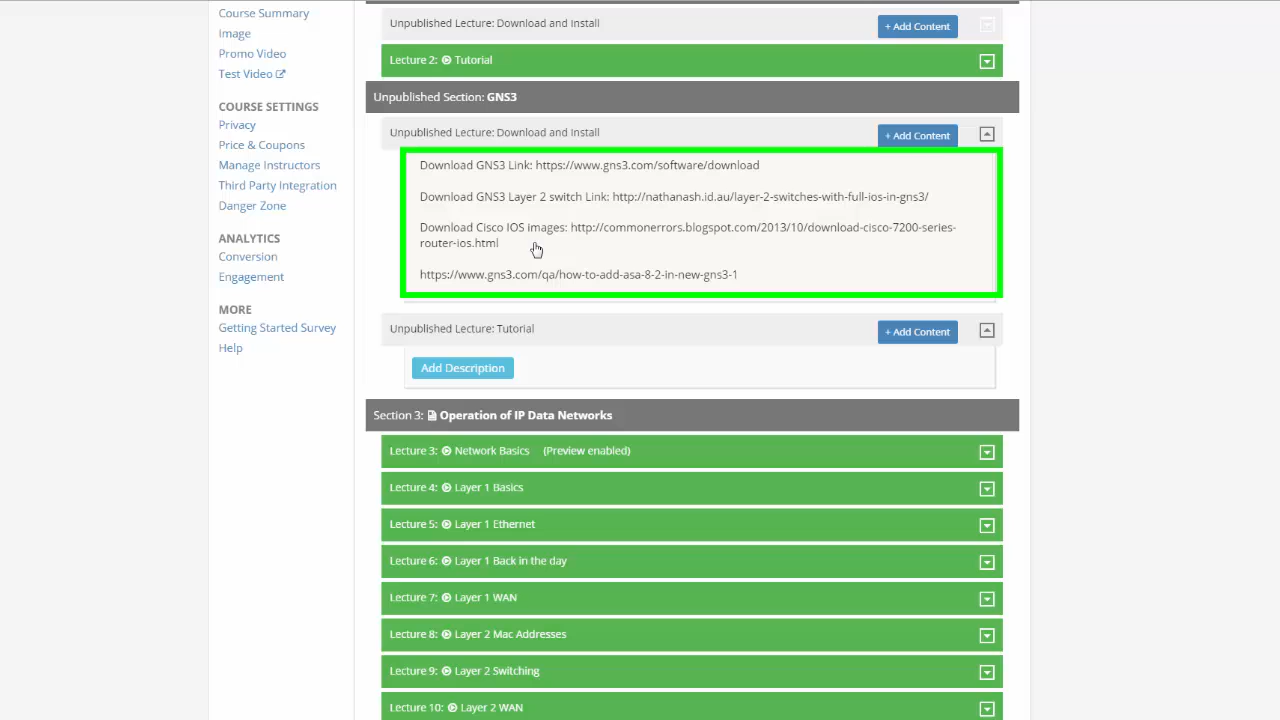 Course Summary
Image
Promo Video
Test Video
COURSE SETTINGS
Privacy
Price & Coupons
Manage Instructors
Third Party Integration
Danger Zone
ANALYTICS
Conversion
Engagement
MORE
Getting Started Survey
Help
Unpublished Lecture: Download and Install
+ Add Content
Lecture 2: Tutorial
Unpublished Section: GNS3
Unpublished Lecture: Download and Install
+ Add Content
Download GNS3 Link: https://www.gns3.com/software/download
Download GNS3 Layer 2 switch Link: http://nathanash.id.au/layer-2-switches-with-full-ios-in-gns3/
Download Cisco IOS images: http://commonerrors.blogspot.com/2013/10/download-cisco-7200-series-
router-ios.html
https://www.gns3.com/qa/how-to-add-asa-8-2-in-new-gns3-1
Unpublished Lecture: Tutorial
+ Add Content
Add Description
Section 3: Operation of IP Data Networks
Lecture 3: Network Basics (Preview enabled)
Lecture 4: Layer 1 Basics
Lecture 5: Layer 1 Ethernet
Lecture 6: Layer 1 Back in the day
Lecture 7: Layer 1 WAN
Lecture 8: Layer 2 Mac Addresses
Lecture 9: Layer 2 Switching
Lecture 10: Layer 2 WAN